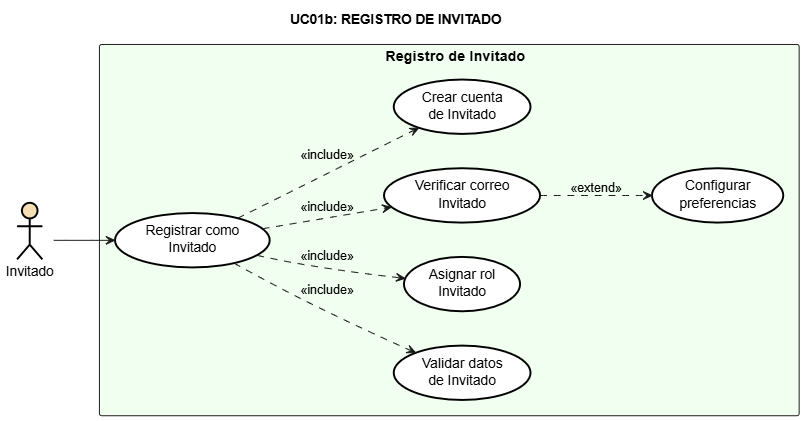 UC01b: REGISTRO DE INVITADO
Registro de Invitado
Crear cuenta
de Invitado
«include»
Verificar correo
Invitado
«extend»
Configurar
preferencias
«include»
Registrar como
Invitado
Invitado
«include»
Asignar rol
Invitado
«include»
Validar datos
de Invitado